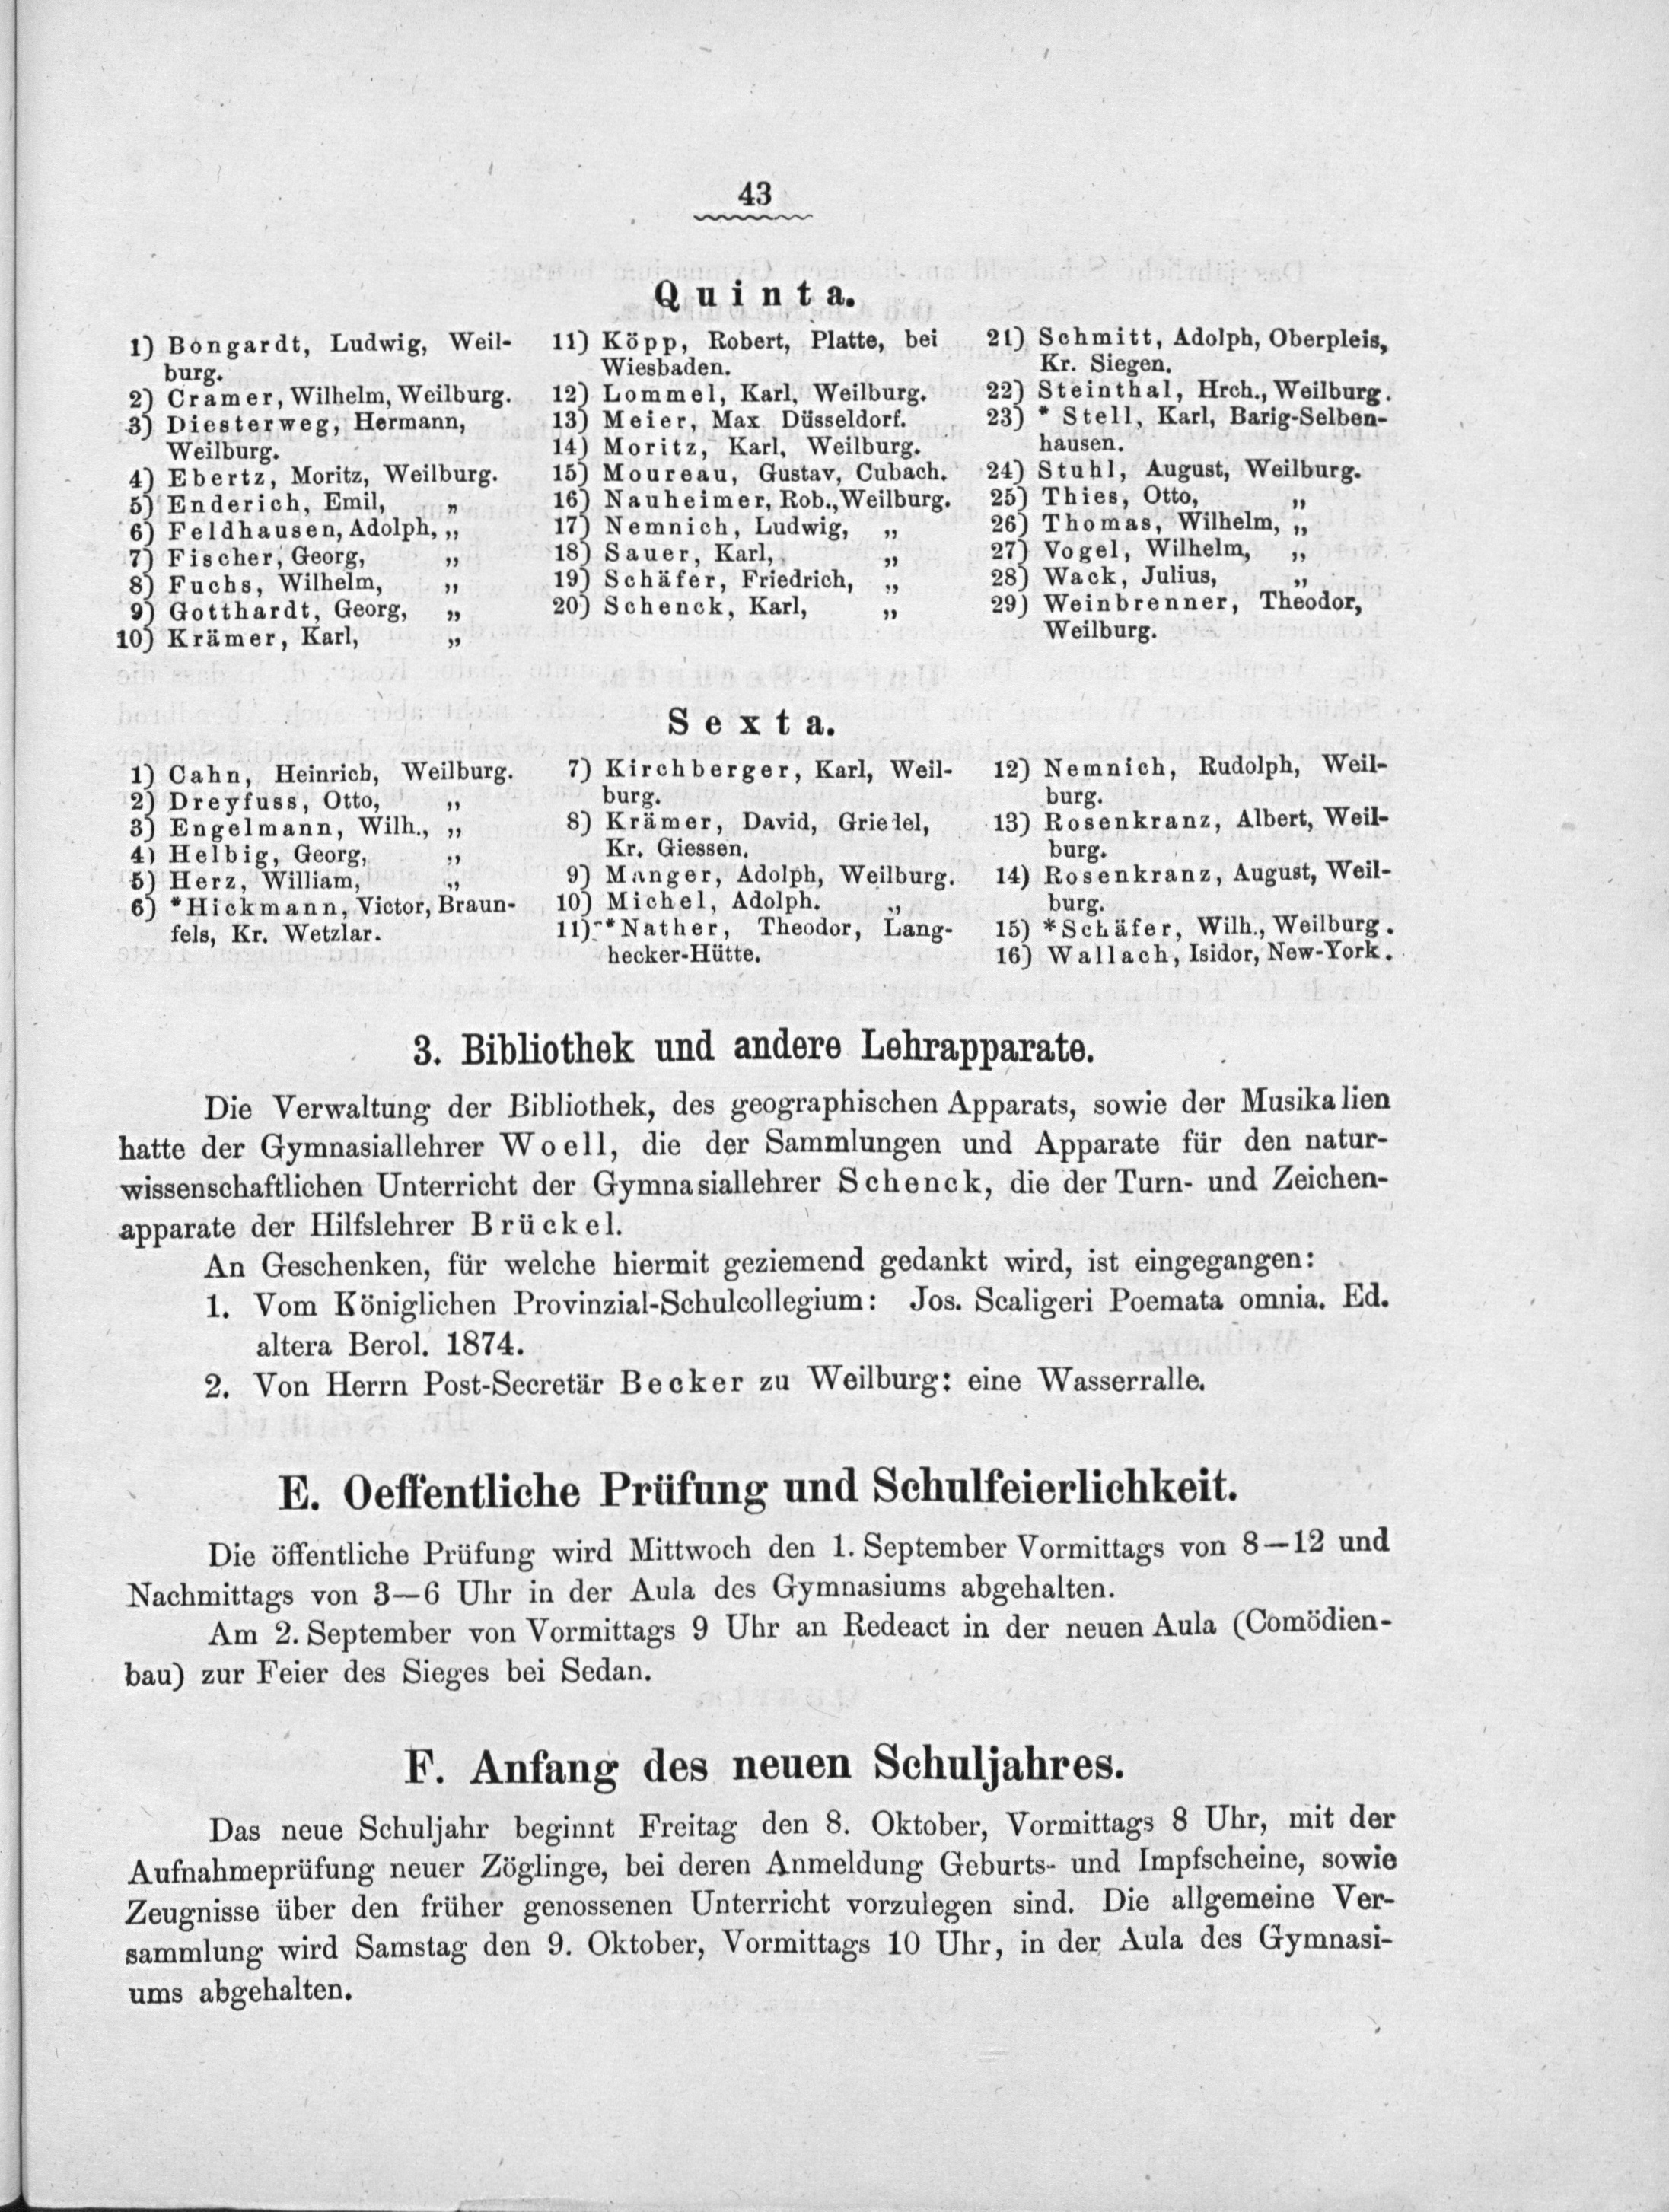 43
Quinta.
1) Bongardt, Ludwig, Weil-
burg.
2) Cramer, Wilhelm, Weilburg.
3) Diesterweg, Hermann,
Weilburg.
4) Ebertz, Moritz, Weilburg.
5) Enderich, Emil, „
6) Feldhausen, Adolph, „
7) Fischer, Georg, „
8) Fuchs, Wilhelm, „
9) Gotthardt, Georg, „
10) Krämer, Karl, „
11) Köpp, Robert, Platte, bei
Wiesbaden.
12) Lommel, Karl, Weilburg.
13) Meier, Max Düsseldorf.
14) Moritz, Karl, Weilburg.
15) Moureau, Gustav, Cubach.
16) Nauheimer, Rob., Weilburg.
17) Nemnich, Ludwig, „
18) Sauer, Karl, „
19) Schäfer, Friedrich, „
20) Schenck, Karl, „
21) Schmitt, Adolph, Oberpleis,
Kr. Siegen.
22) Steinthal, Hrch., Weilburg.
23) * Stell, Karl, Barig-Selben-
hausen.
24) Stuhl, August, Weilburg.
25) Thies, Otto, „
26) Thomas, Wilhelm, „
27) Vogel, Wilhelm, „
28) Wack, Julius, „
29) Weinbrenner, Theodor,
Weilburg.
Sexta.
1) Cahn, Heinrich, Weilburg.
2) Dreyfuss, Otto, „
3) Engelmann, Wilh., „
4) Helbig, Georg, „
5) Herz, William, „
6) *Hickmann, Victor, Braun-
fels, Kr. Wetzlar.
7) Kirchberger, Karl, Weil-
burg.
8) Krämer, David, Griedel,
Kr. Giessen.
9) Manger, Adolph, Weilburg.
10) Michel, Adolph. „
11) *Nather, Theodor, Lang-
hecker-Hütte.
12) Nemnich, Rudolph, Weil-
burg.
13) Rosenkranz, Albert, Weil-
burg.
14) Rosenkranz, August, Weil-
burg.
15) *Schäfer, Wilh., Weilburg.
16) Wallach, Isidor, New-York.
3. Bibliothek und andere Lehrapparate.
Die Verwaltung der Bibliothek, des geographischen Apparats, sowie der Musikalien
hatte der Gymnasiallehrer Woell, die der Sammlungen und Apparate für den natur-
wissenschaftlichen Unterricht der Gymnasiallehrer Schenck, die der Turn- und Zeichen-
apparate der Hilfslehrer Brückel.
An Geschenken, für welche hiermit geziemend gedankt wird, ist eingegangen:
1. Vom Königlichen Provinzial-Schulcollegium: Jos. Scaligeri Poemata omnia. Ed.
altera Berol. 1874.
2. Von Herrn Post-Secretär Becker zu Weilburg: eine Wasserralle.
E. Oeffentliche Prüfung und Schulfeierlichkeit.
Die öffentliche Prüfung wird Mittwoch den 1. September Vormittags von 8—12 und
Nachmittags von 3—6 Uhr in der Aula des Gymnasiums abgehalten.
Am 2. September von Vormittags 9 Uhr an Redeact in der neuen Aula (Comödien-
bau) zur Feier des Sieges bei Sedan.
F. Anfang des neuen Schuljahres.
Das neue Schuljahr beginnt Freitag den 8. Oktober, Vormittags 8 Uhr, mit der
Aufnahmeprüfung neuer Zöglinge, bei deren Anmeldung Geburts- und Impfscheine, sowie
Zeugnisse über den früher genossenen Unterricht vorzulegen sind. Die allgemeine Ver-
sammlung wird Samstag den 9. Oktober, Vormittags 10 Uhr, in der Aula des Gymnasi-
ums abgehalten.